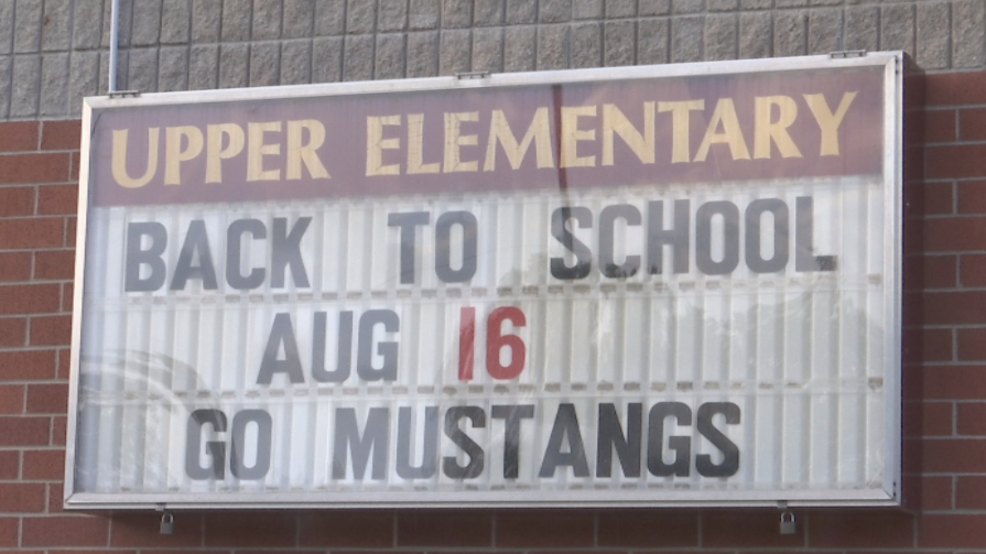 UPPER ELEMENTARY
BACK TO SCHOOL
AUG 16
GO MUSTANGS